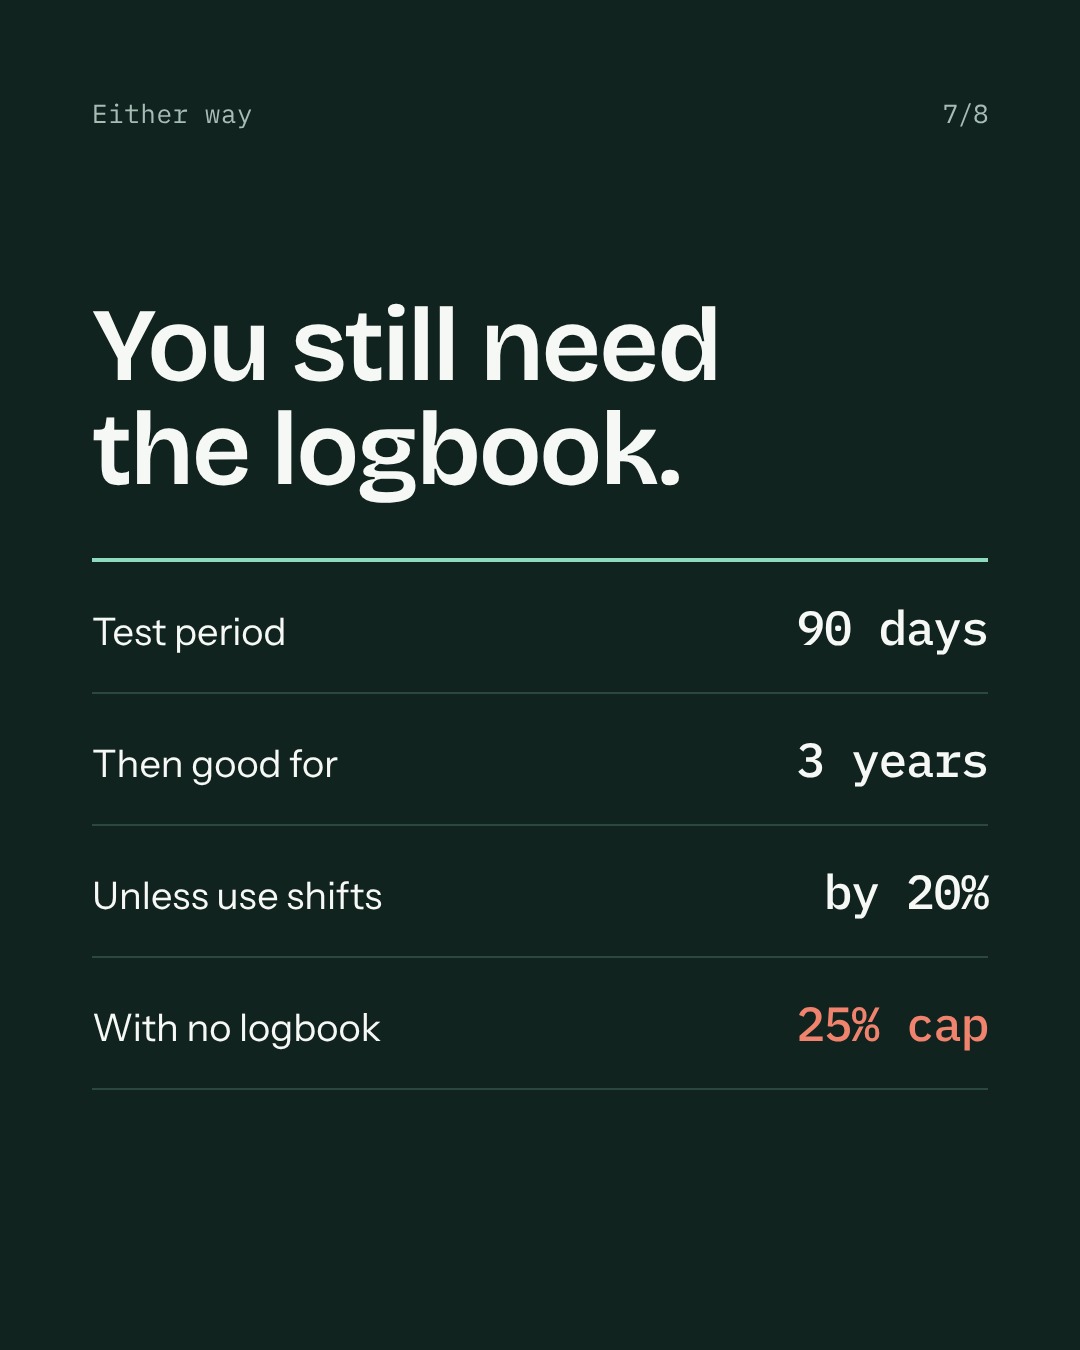 Either way 7/8
You still need
the logbook.
Test period 90 days
Then good for 3 years
Unless use shifts by 20%
With no logbook 25% cap